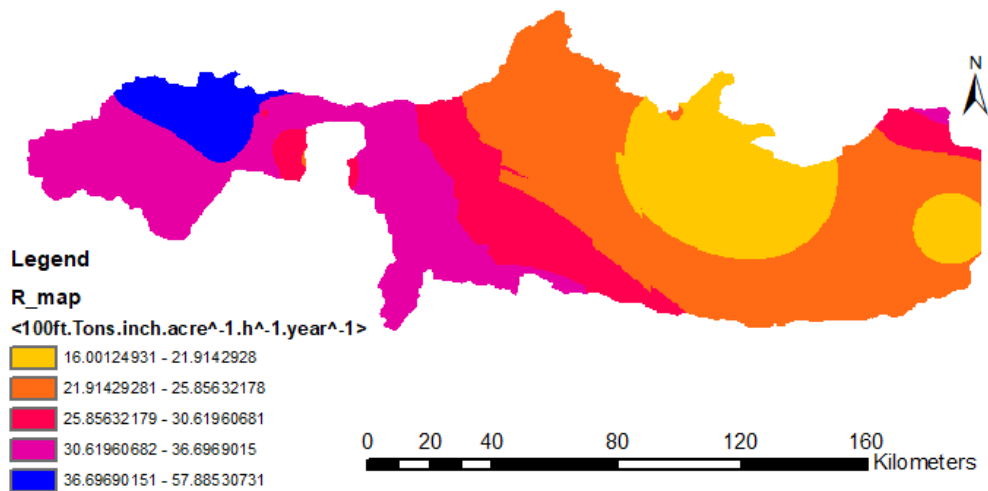 N
Legend
R_map
<100ft.Tons.inch.acre^-1.h^-1.year^-1>
16.00124931 - 21.9142928
21.91429281 - 25.85632178
25.85632179 - 30.61960681
30.61960682 - 36.6969015
36.69690151 - 57.88530731
0 20 40 80 120 160
Kilometers